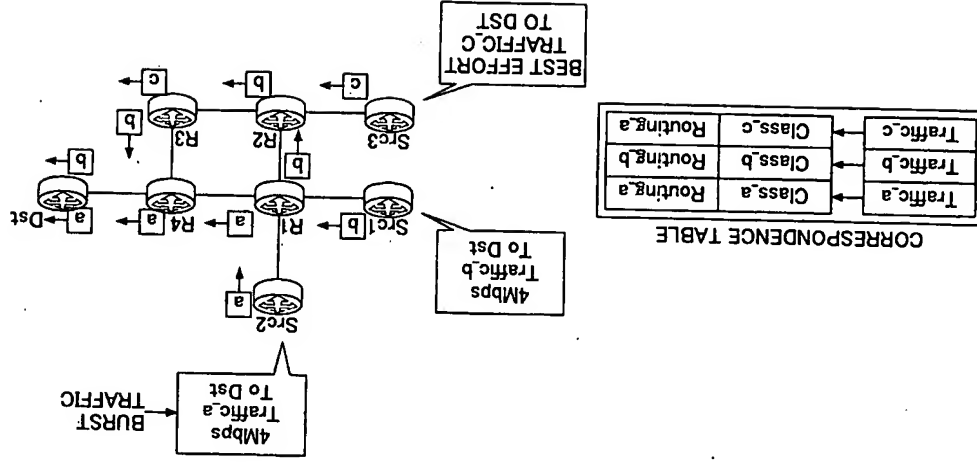 BURST
TRAFFIC
4Mbps
Traffic_a
To Dst
Src2
a
4Mbps
Traffic_b
To Dst
Src1
b
R1
a
R4
a
a
Dst
b
b
b
Src3
c
R2
b
R3
c
BEST EFFORT
TRAFFIC_C
TO DST
CORRESPONDENCE TABLE
Traffic_a Class_a Routing_a
Traffic_b Class_b Routing_b
Traffic_c Class_c Routing_a